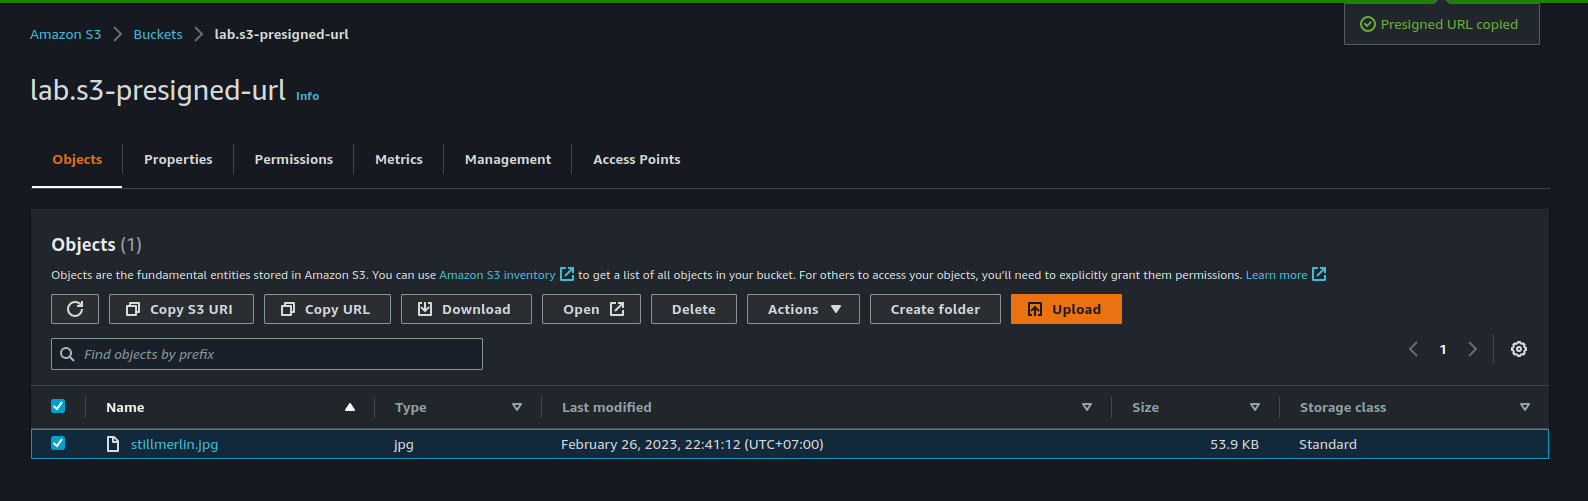 Amazon S3 > Buckets > lab.s3-presigned-url
Presigned URL copied
lab.s3-presigned-url Info
Objects Properties Permissions Metrics Management Access Points
Objects (1)
Objects are the fundamental entities stored in Amazon S3. You can use Amazon S3 inventory to get a list of all objects in your bucket. For others to access your objects, you'll need to explicitly grant them permissions. Learn more
Copy S3 URI Copy URL Download Open Delete Actions Create folder Upload
Find objects by prefix
1
Name Type Last modified Size Storage class
stillmerlin.jpg jpg February 26, 2023, 22:41:12 (UTC+07:00) 53.9 KB Standard